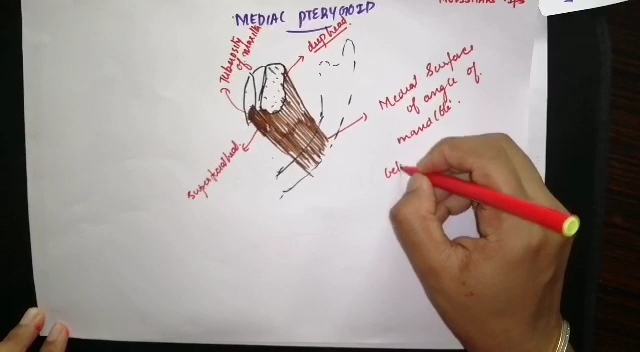 MEDIAL PTERYGOID
deep head
Tuberosity
of maxilla
Medial Surface
of angle of
mandible.
superficial head